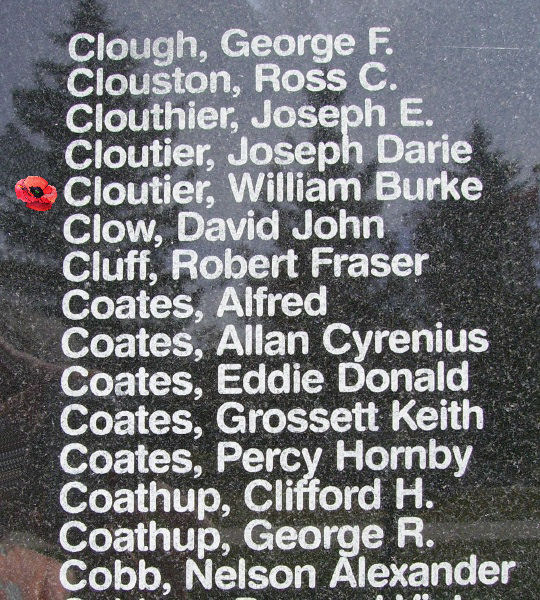 Clough, George F.
Clouston, Ross C.
Clouthier, Joseph E.
Cloutier, Joseph Darie
Cloutier, William Burke
Clow, David John
Cluff, Robert Fraser
Coates, Alfred
Coates, Allan Cyrenius
Coates, Eddie Donald
Coates, Grossett Keith
Coates, Percy Hornby
Coathup, Clifford H.
Coathup, George R.
Cobb, Nelson Alexander